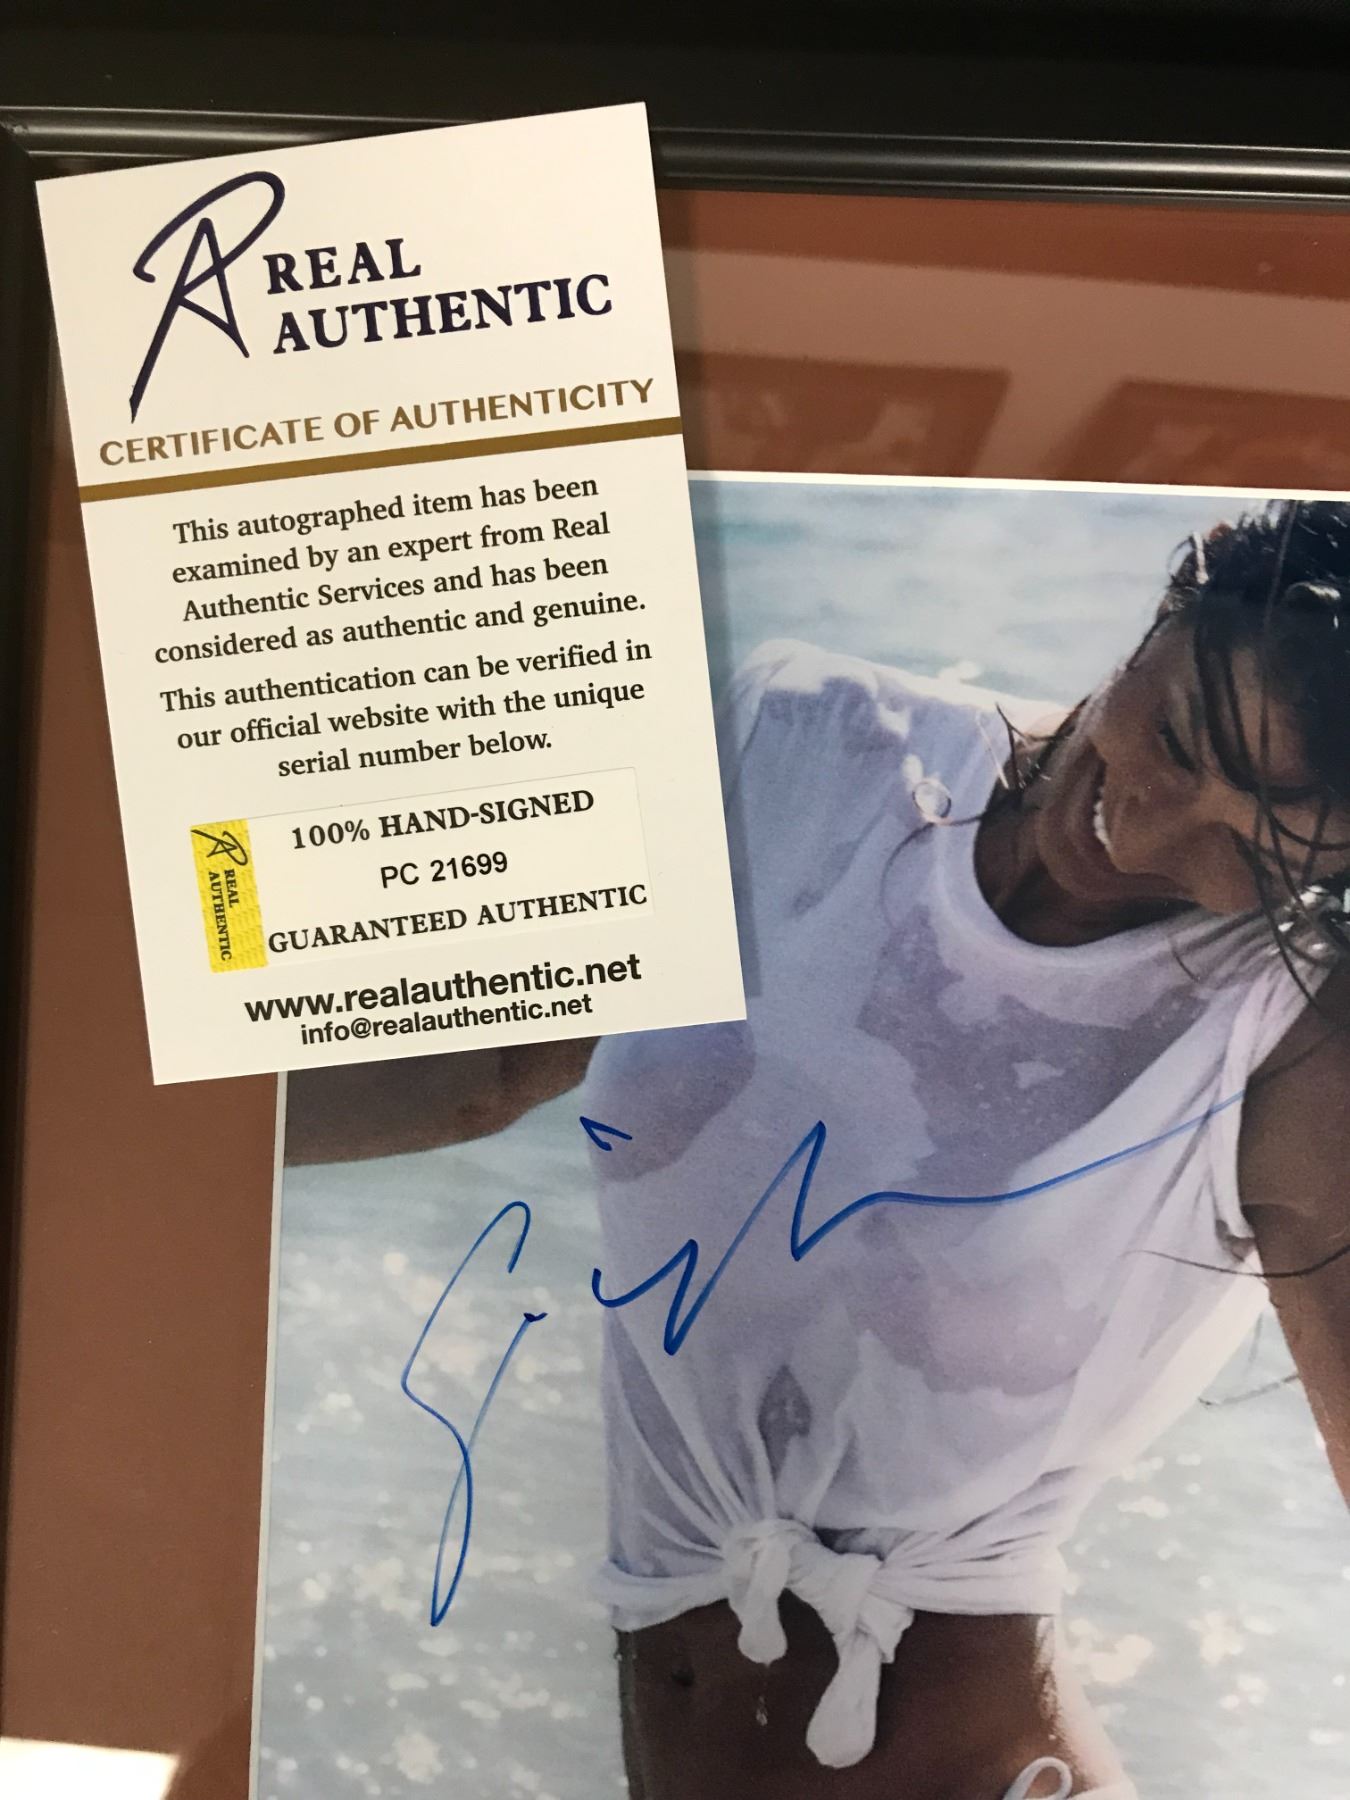 REAL
AUTHENTIC
CERTIFICATE OF AUTHENTICITY
This autographed item has been
examined by an expert from Real
Authentic Services and has been
considered as authentic and genuine.
This authentication can be verified in
our official website with the unique
serial number below.
REAL
AUTHENTIC
100% HAND-SIGNED
PC 21699
GUARANTEED AUTHENTIC
www.realauthentic.net
info@realauthentic.net